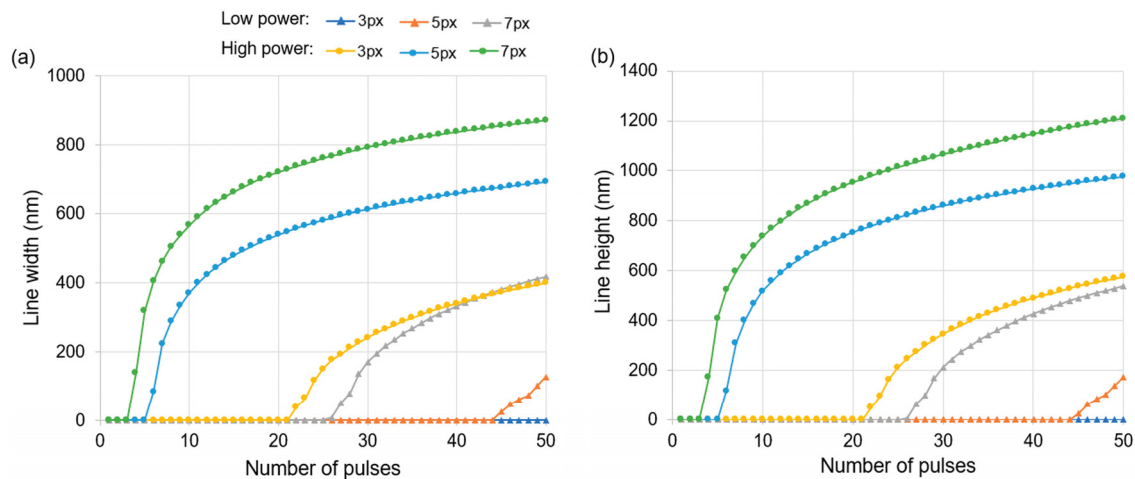 Low power: 3px 5px 7px
High power: 3px 5px 7px
(a)
1000
800
600
400
200
0
Line width (nm)
0 10 20 30 40 50
Number of pulses
(b)
1400
1200
1000
800
600
400
200
0
Line height (nm)
0 10 20 30 40 50
Number of pulses